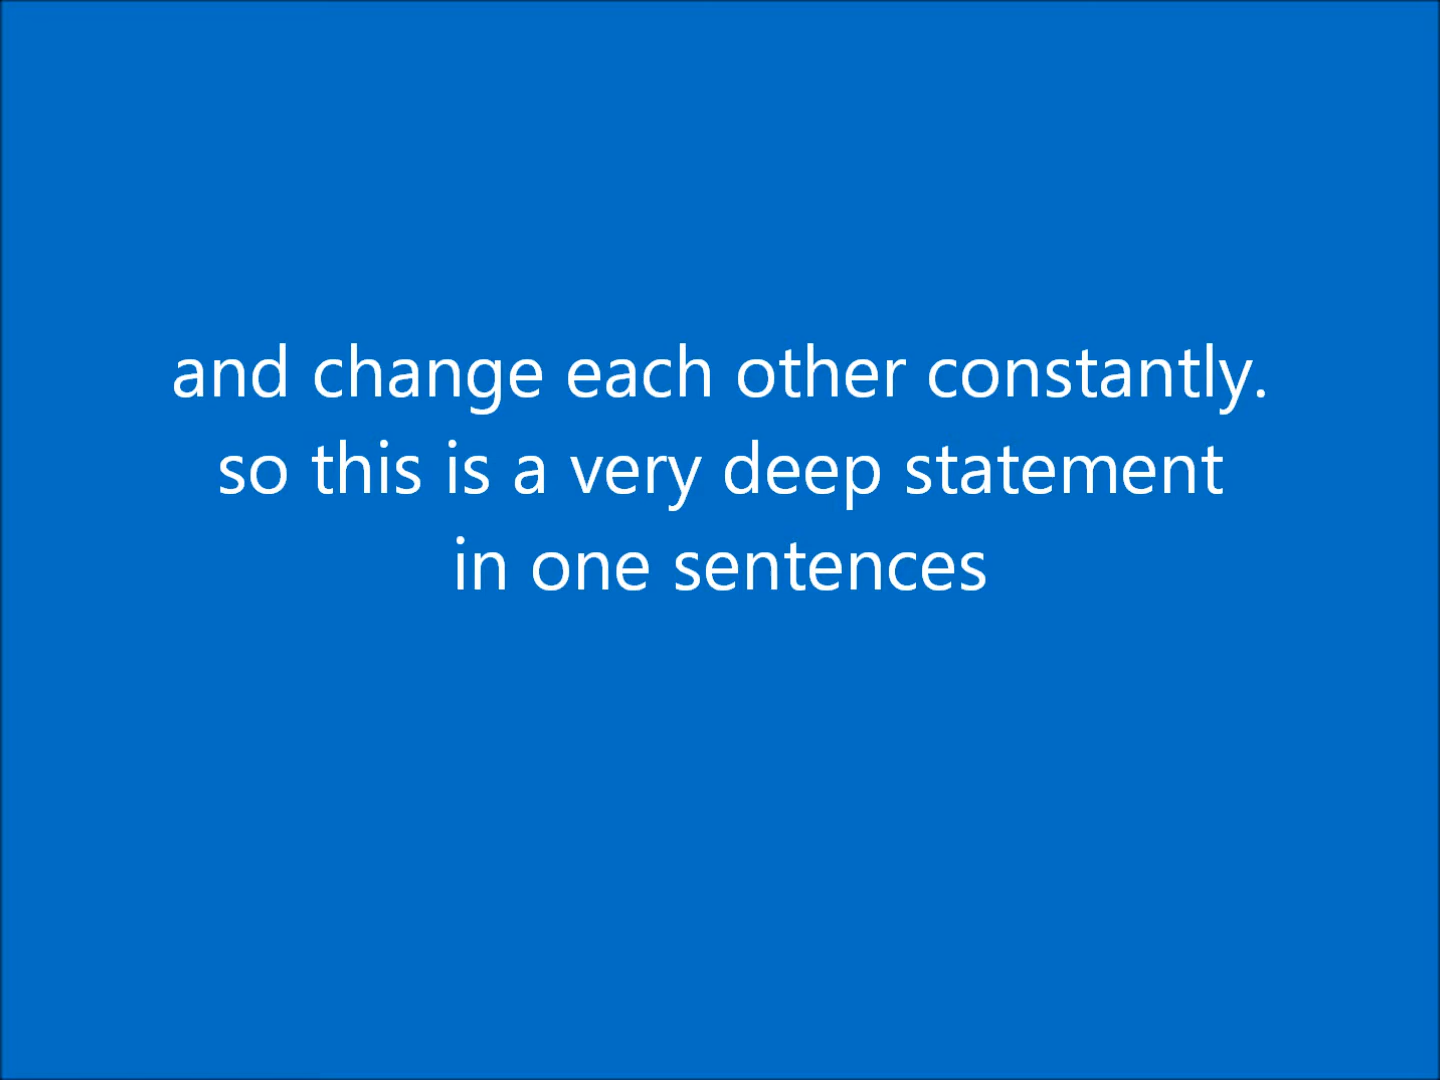 and change each other constantly.
so this is a very deep statement
in one sentences